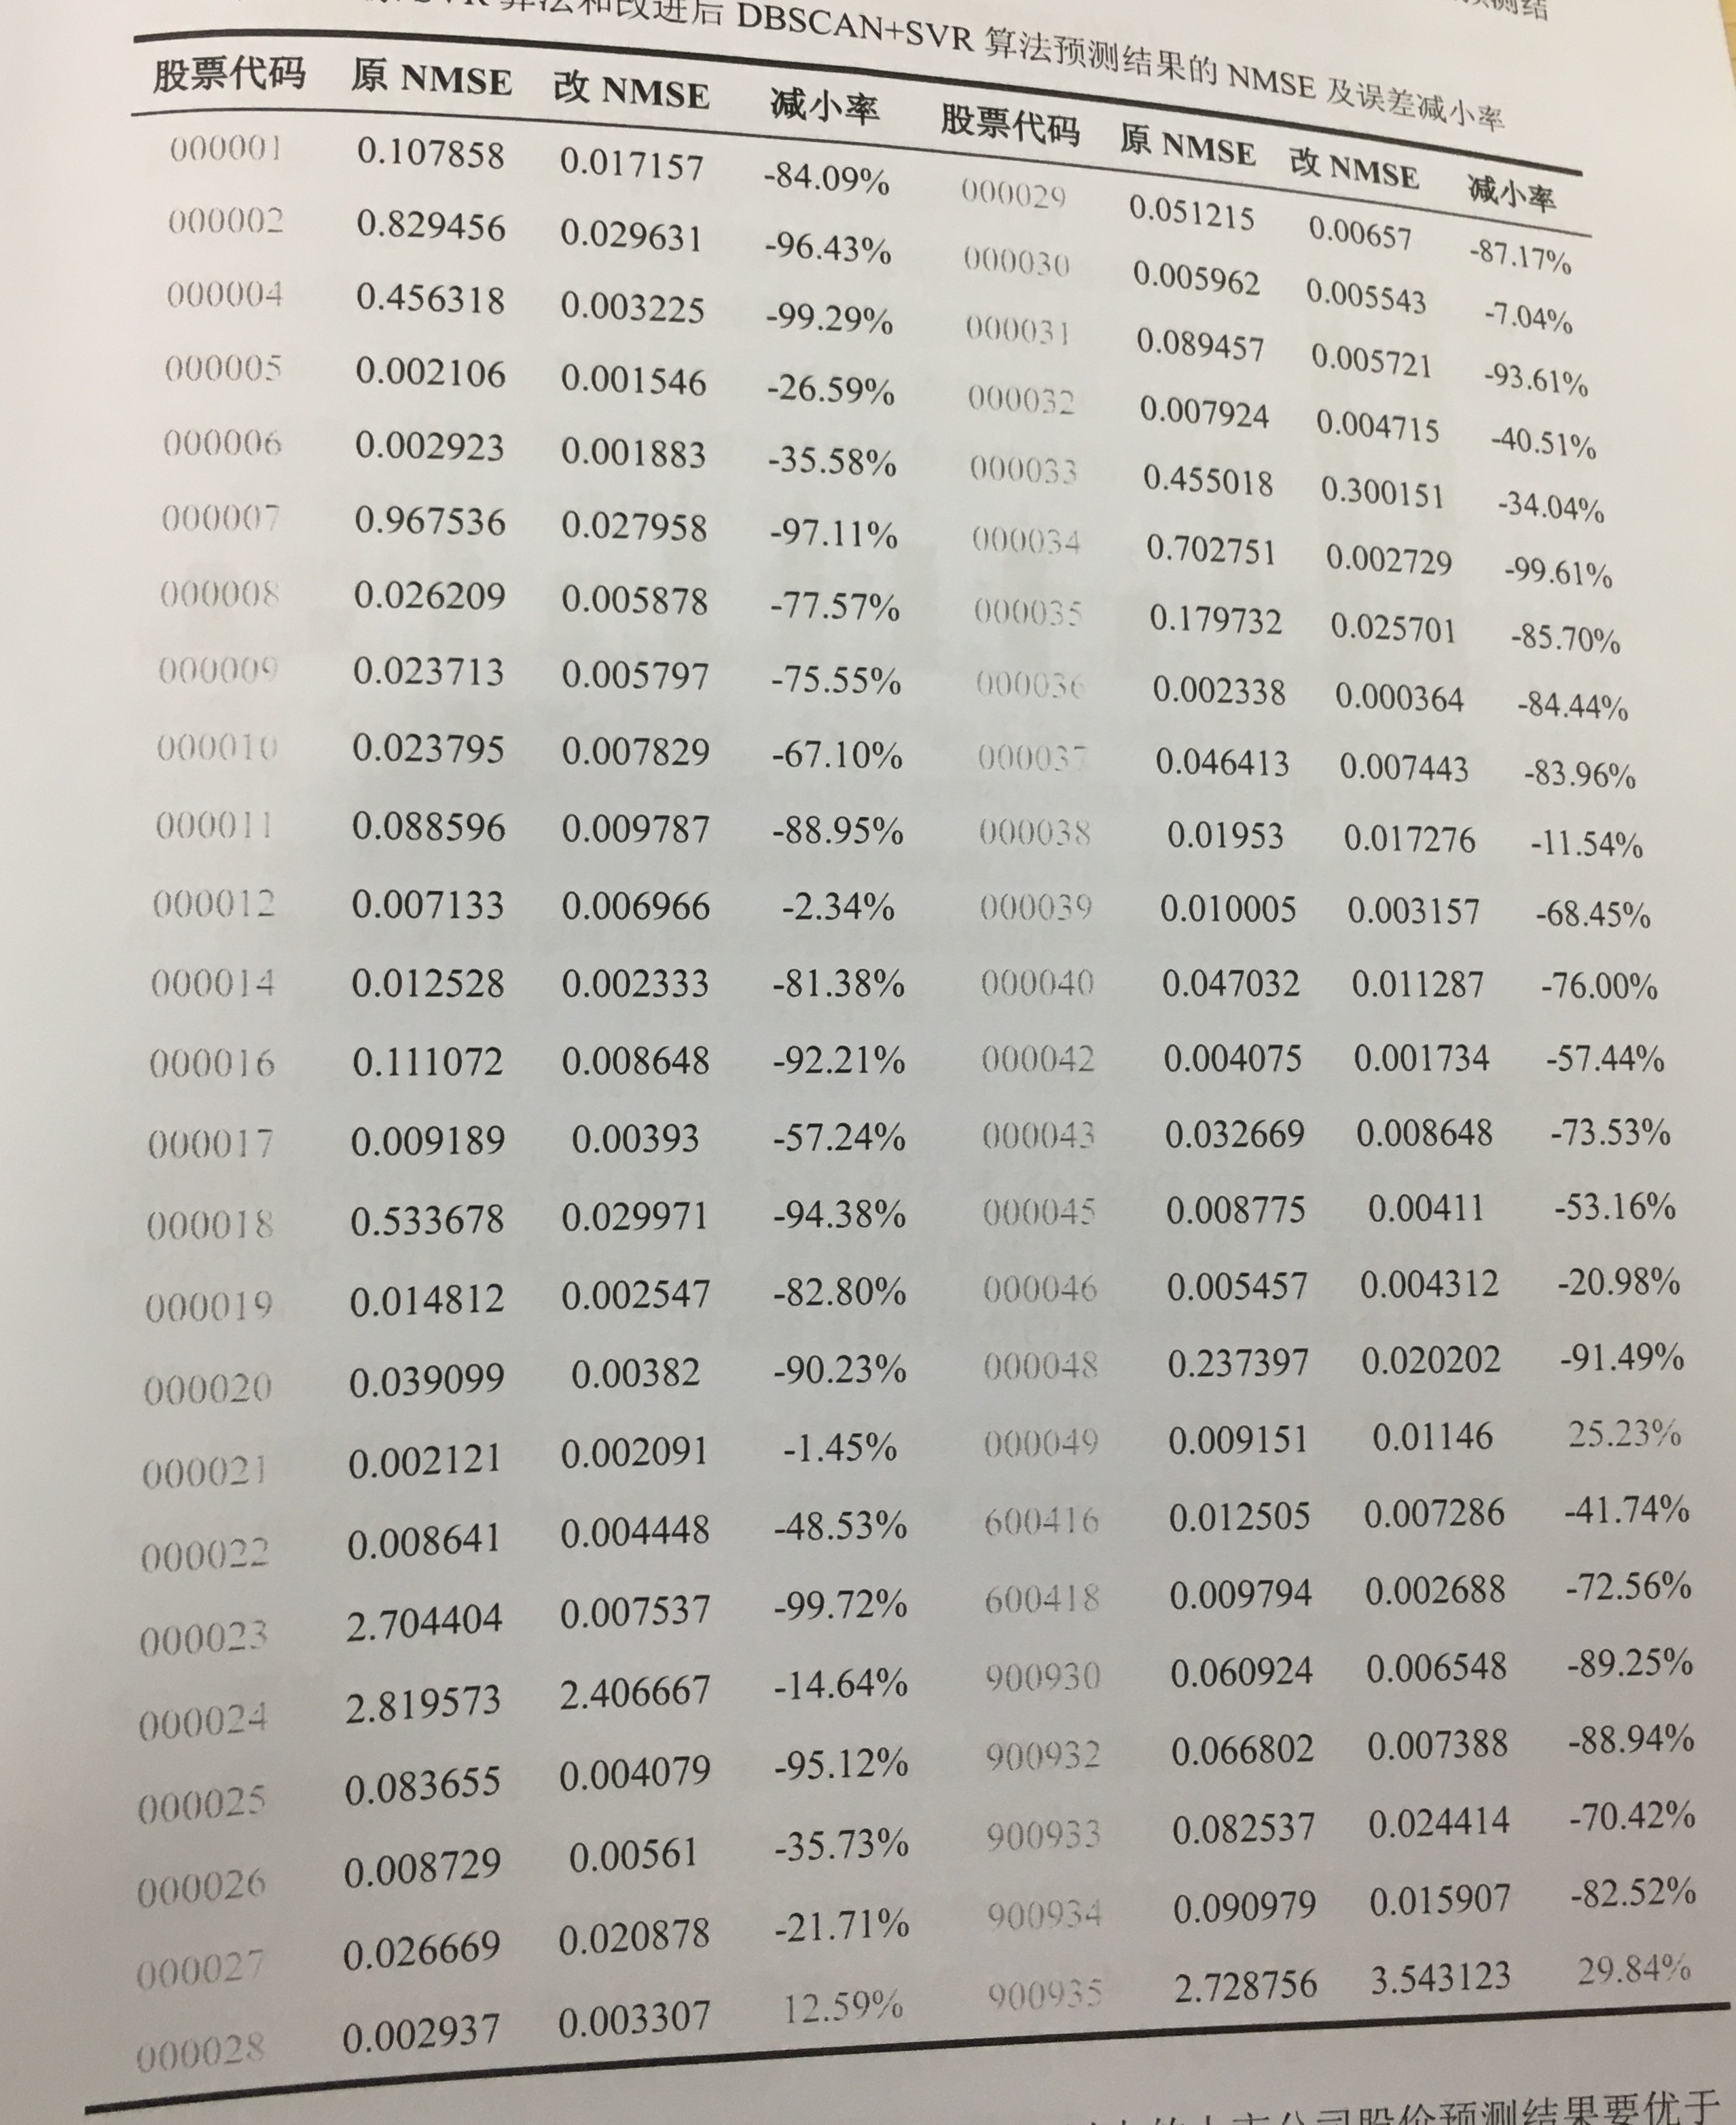 SVR 算法和改进后 DBSCAN+SVR 算法预测结果的 NMSE 及误差减小率
预测结
股票代码 原 NMSE 改 NMSE 减小率 股票代码 原 NMSE 改 NMSE 减小率
000001 0.107858 0.017157 -84.09% 000029 0.051215 0.00657 -87.17%
000002 0.829456 0.029631 -96.43% 000030 0.005962 0.005543 -7.04%
000004 0.456318 0.003225 -99.29% 000031 0.089457 0.005721 -93.61%
000005 0.002106 0.001546 -26.59% 000032 0.007924 0.004715 -40.51%
000006 0.002923 0.001883 -35.58% 000033 0.455018 0.300151 -34.04%
000007 0.967536 0.027958 -97.11% 000034 0.702751 0.002729 -99.61%
000008 0.026209 0.005878 -77.57% 000035 0.179732 0.025701 -85.70%
000009 0.023713 0.005797 -75.55% 000036 0.002338 0.000364 -84.44%
000010 0.023795 0.007829 -67.10% 000037 0.046413 0.007443 -83.96%
000011 0.088596 0.009787 -88.95% 000038 0.01953 0.017276 -11.54%
000012 0.007133 0.006966 -2.34% 000039 0.010005 0.003157 -68.45%
000014 0.012528 0.002333 -81.38% 000040 0.047032 0.011287 -76.00%
000016 0.111072 0.008648 -92.21% 000042 0.004075 0.001734 -57.44%
000017 0.009189 0.00393 -57.24% 000043 0.032669 0.008648 -73.53%
000018 0.533678 0.029971 -94.38% 000045 0.008775 0.00411 -53.16%
000019 0.014812 0.002547 -82.80% 000046 0.005457 0.004312 -20.98%
000020 0.039099 0.00382 -90.23% 000048 0.237397 0.020202 -91.49%
000021 0.002121 0.002091 -1.45% 000049 0.009151 0.01146 25.23%
000022 0.008641 0.004448 -48.53% 600416 0.012505 0.007286 -41.74%
000023 2.704404 0.007537 -99.72% 600418 0.009794 0.002688 -72.56%
000024 2.819573 2.406667 -14.64% 900930 0.060924 0.006548 -89.25%
000025 0.083655 0.004079 -95.12% 900932 0.066802 0.007388 -88.94%
000026 0.008729 0.00561 -35.73% 900933 0.082537 0.024414 -70.42%
000027 0.026669 0.020878 -21.71% 900934 0.090979 0.015907 -82.52%
000028 0.002937 0.003307 12.59% 900935 2.728756 3.543123 29.84%
的上市公司股价预测结果要优于